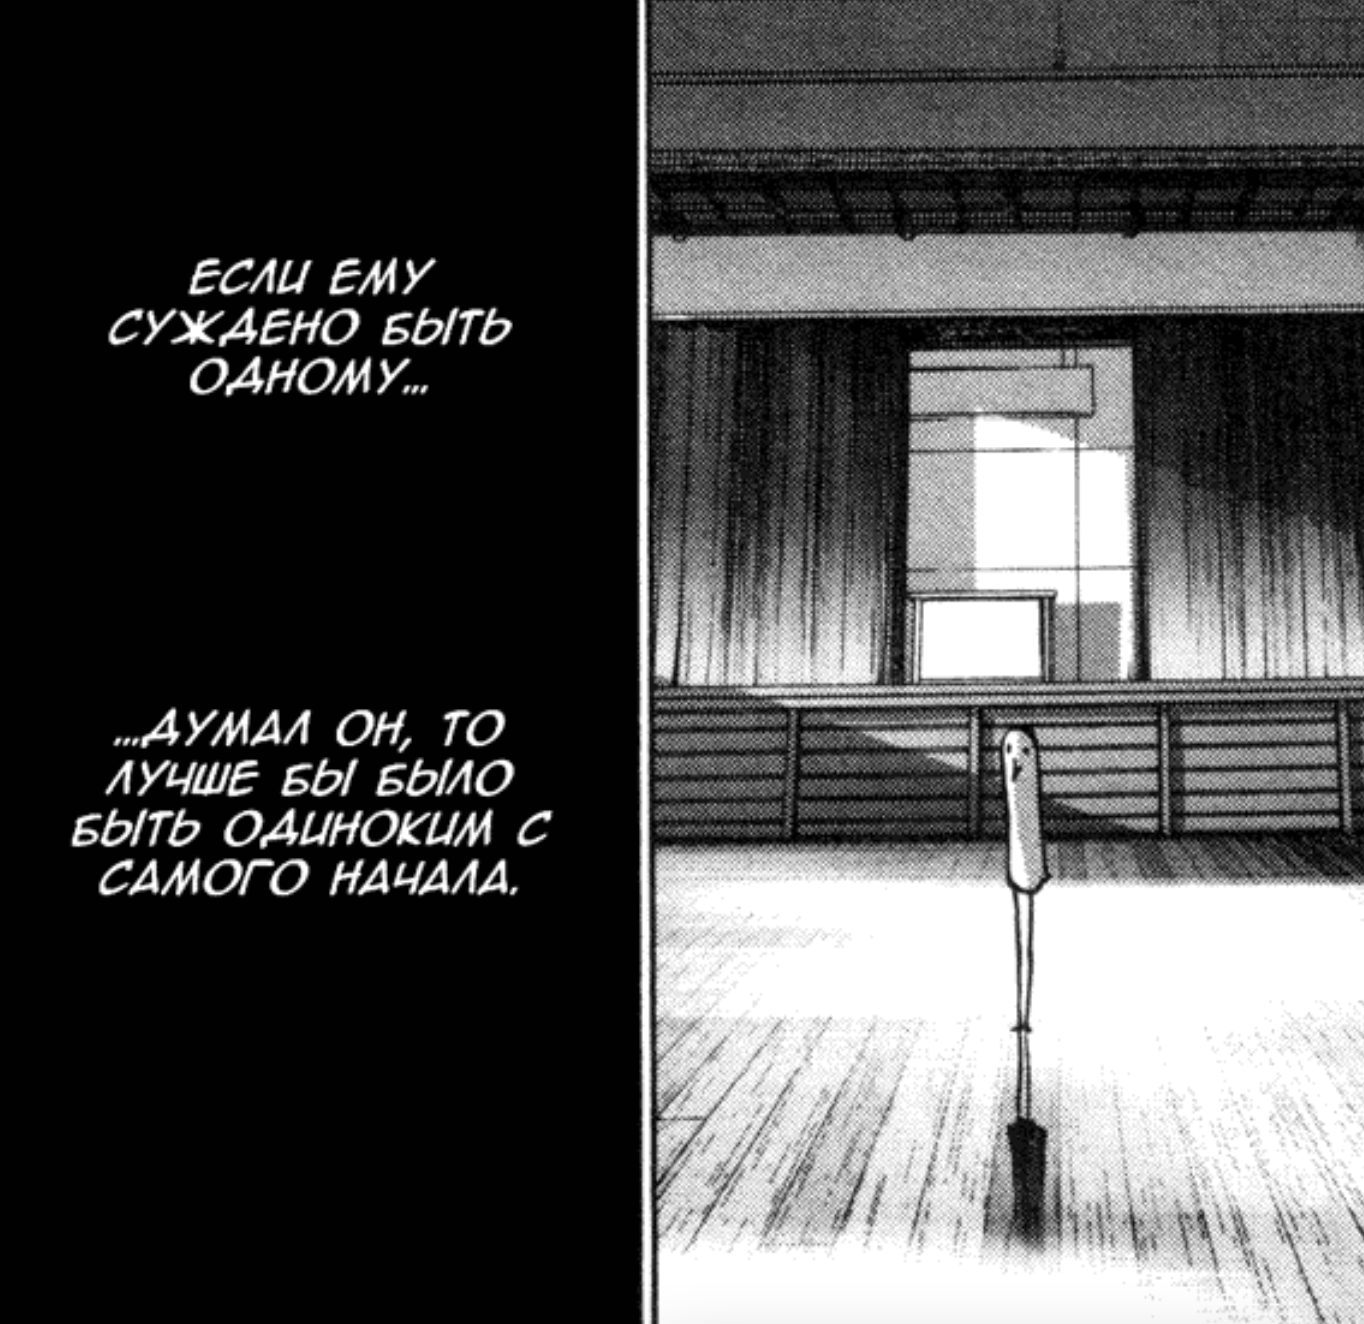 ЕСЛИ ЕМУ
СУЖДЕНО БЫТЬ
ОДНОМУ...
...ДУМАЛ ОН, ТО
ЛУЧШЕ БЫ БЫЛО
БЫТЬ ОДИНОКИМ С
САМОГО НАЧАЛА.